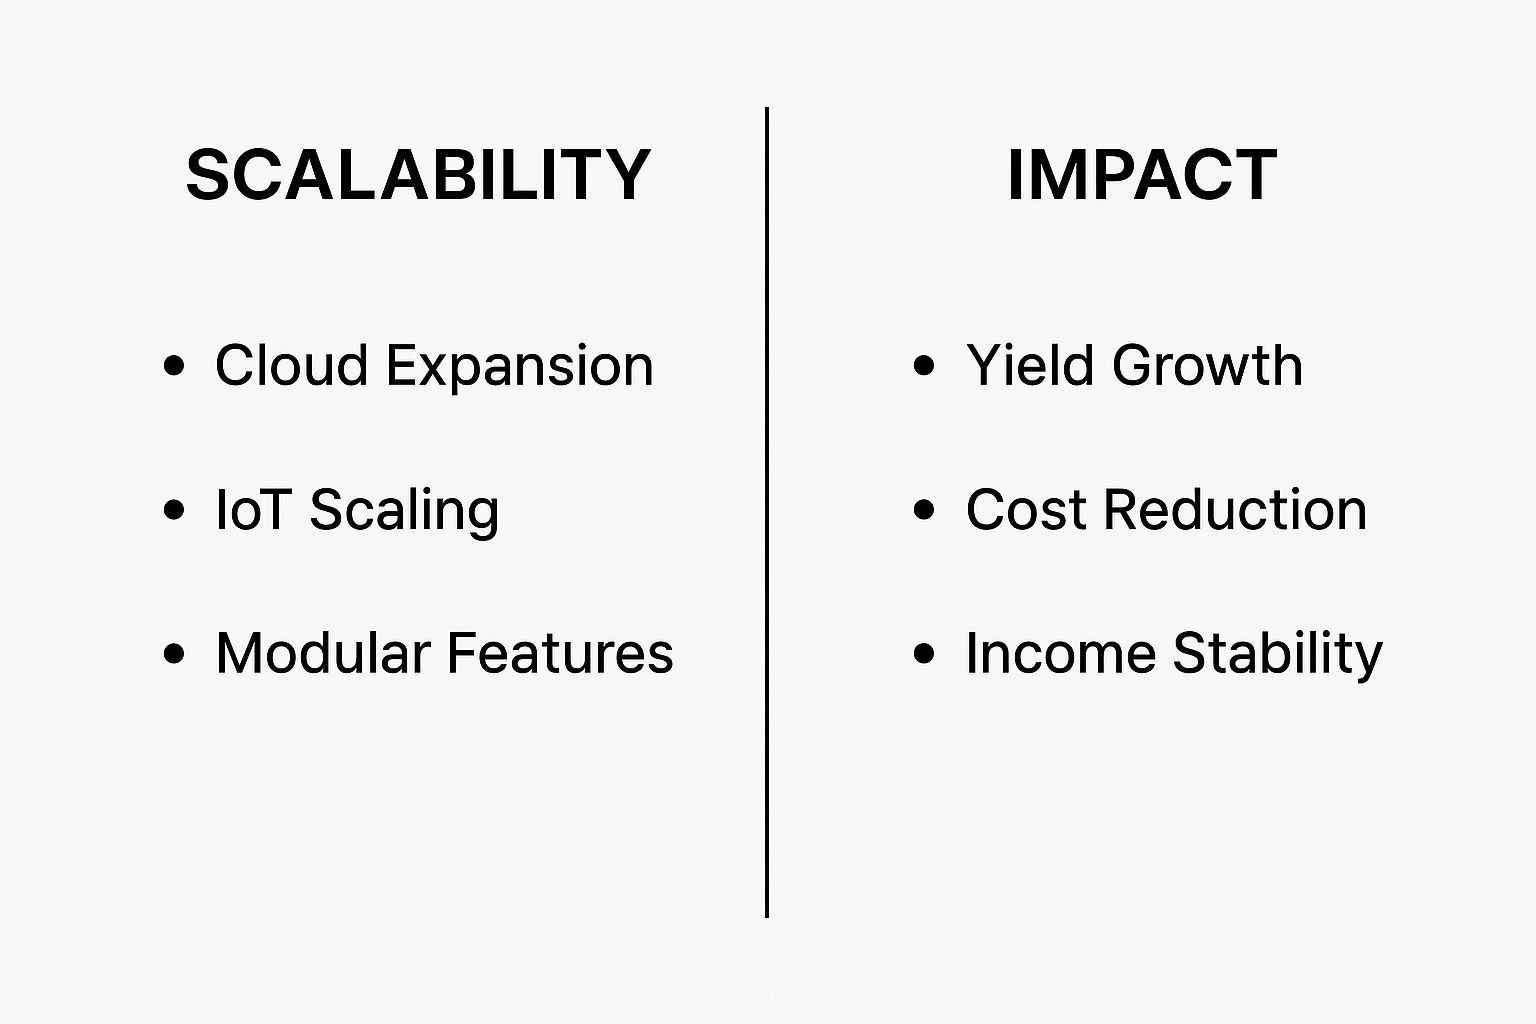 SCALABILITY
• Cloud Expansion
• IoT Scaling
• Modular Features
IMPACT
• Yield Growth
• Cost Reduction
• Income Stability